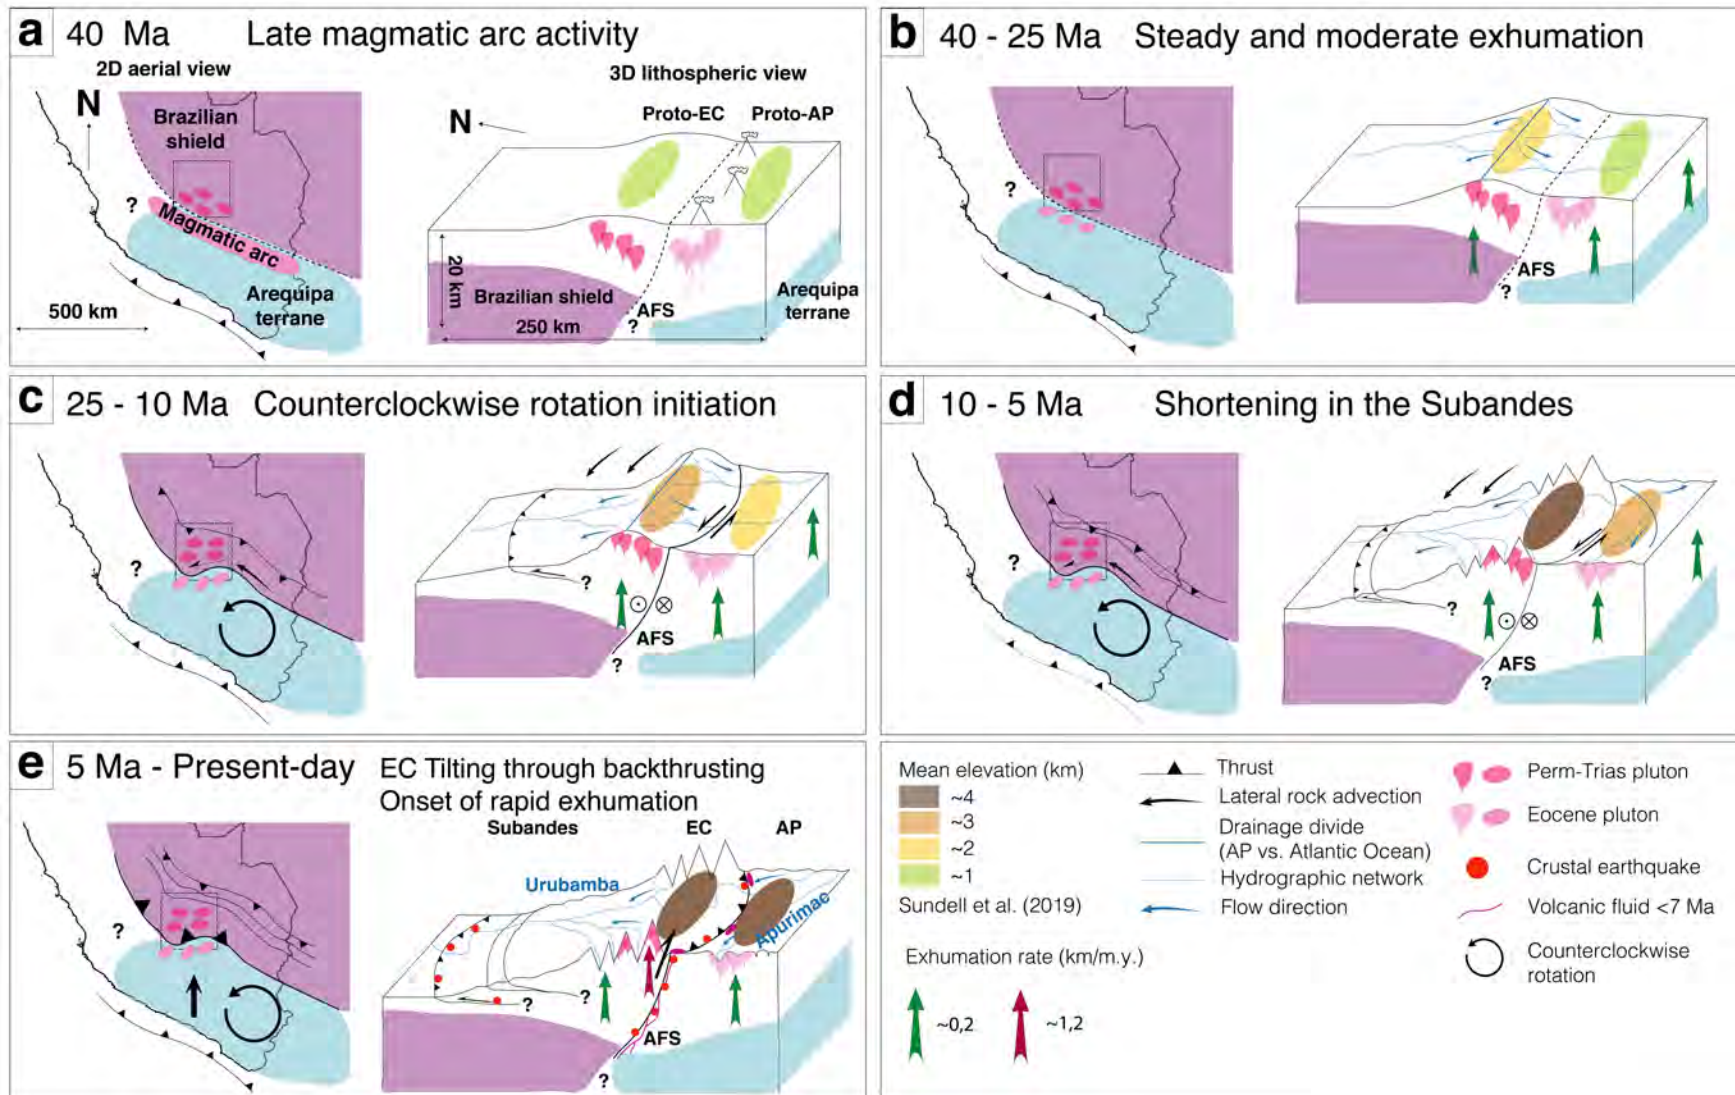 a 40 Ma Late magmatic arc activity
2D aerial view
3D lithospheric view
N
Brazilian
shield
?
Magmatic arc
Arequipa
terrane
500 km
N
Proto-EC
Proto-AP
20 km
Brazilian shield
AFS
?
250 km
Arequipa
terrane
b 40 - 25 Ma Steady and moderate exhumation
?
AFS
?
c 25 - 10 Ma Counterclockwise rotation initiation
?
?
AFS
?
d 10 - 5 Ma Shortening in the Subandes
?
?
AFS
?
e 5 Ma - Present-day EC Tilting through backthrusting
Onset of rapid exhumation
Subandes
EC
AP
?
Urubamba
Apurimac
?
?
AFS
?
Mean elevation (km)
~4
~3
~2
~1
Sundell et al. (2019)
Exhumation rate (km/m.y.)
~0,2
~1,2
Thrust
Lateral rock advection
Drainage divide
(AP vs. Atlantic Ocean)
Hydrographic network
Flow direction
Perm-Trias pluton
Eocene pluton
Crustal earthquake
Volcanic fluid <7 Ma
Counterclockwise
rotation